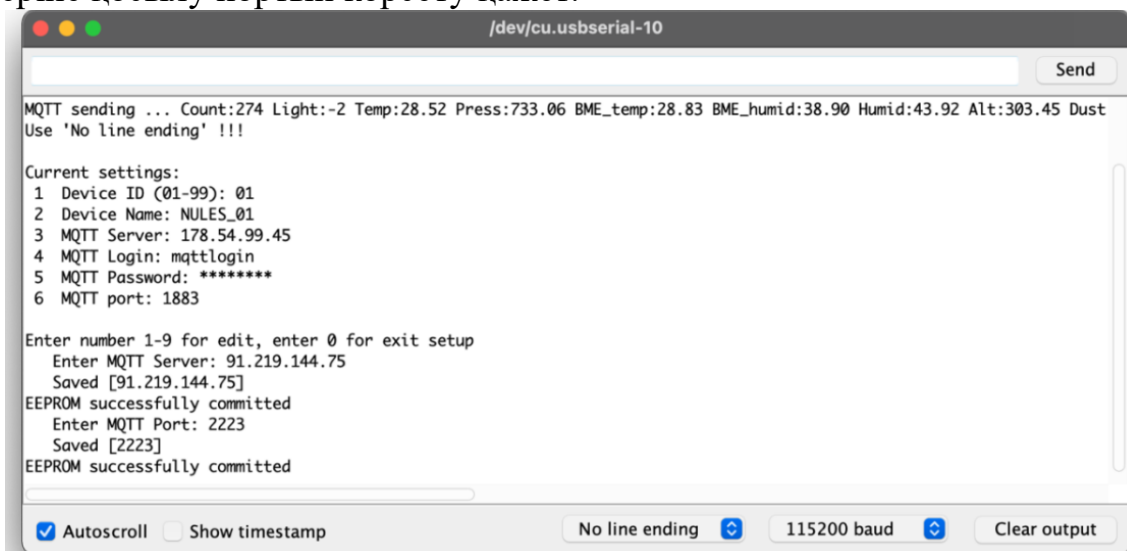 /dev/cu.usbserial-10
Send
MQTT sending ... Count:274 Light:-2 Temp:28.52 Press:733.06 BME_temp:28.83 BME_humid:38.90 Humid:43.92 Alt:303.45 Dust
Use 'No line ending' !!!
Current settings:
1 Device ID (01-99): 01
2 Device Name: NULES_01
3 MQTT Server: 178.54.99.45
4 MQTT Login: mqttlogin
5 MQTT Password: ********
6 MQTT port: 1883
Enter number 1-9 for edit, enter 0 for exit setup
Enter MQTT Server: 91.219.144.75
Saved [91.219.144.75]
EEPROM successfully committed
Enter MQTT Port: 2223
Saved [2223]
EEPROM successfully committed
Autoscroll Show timestamp No line ending 115200 baud Clear output